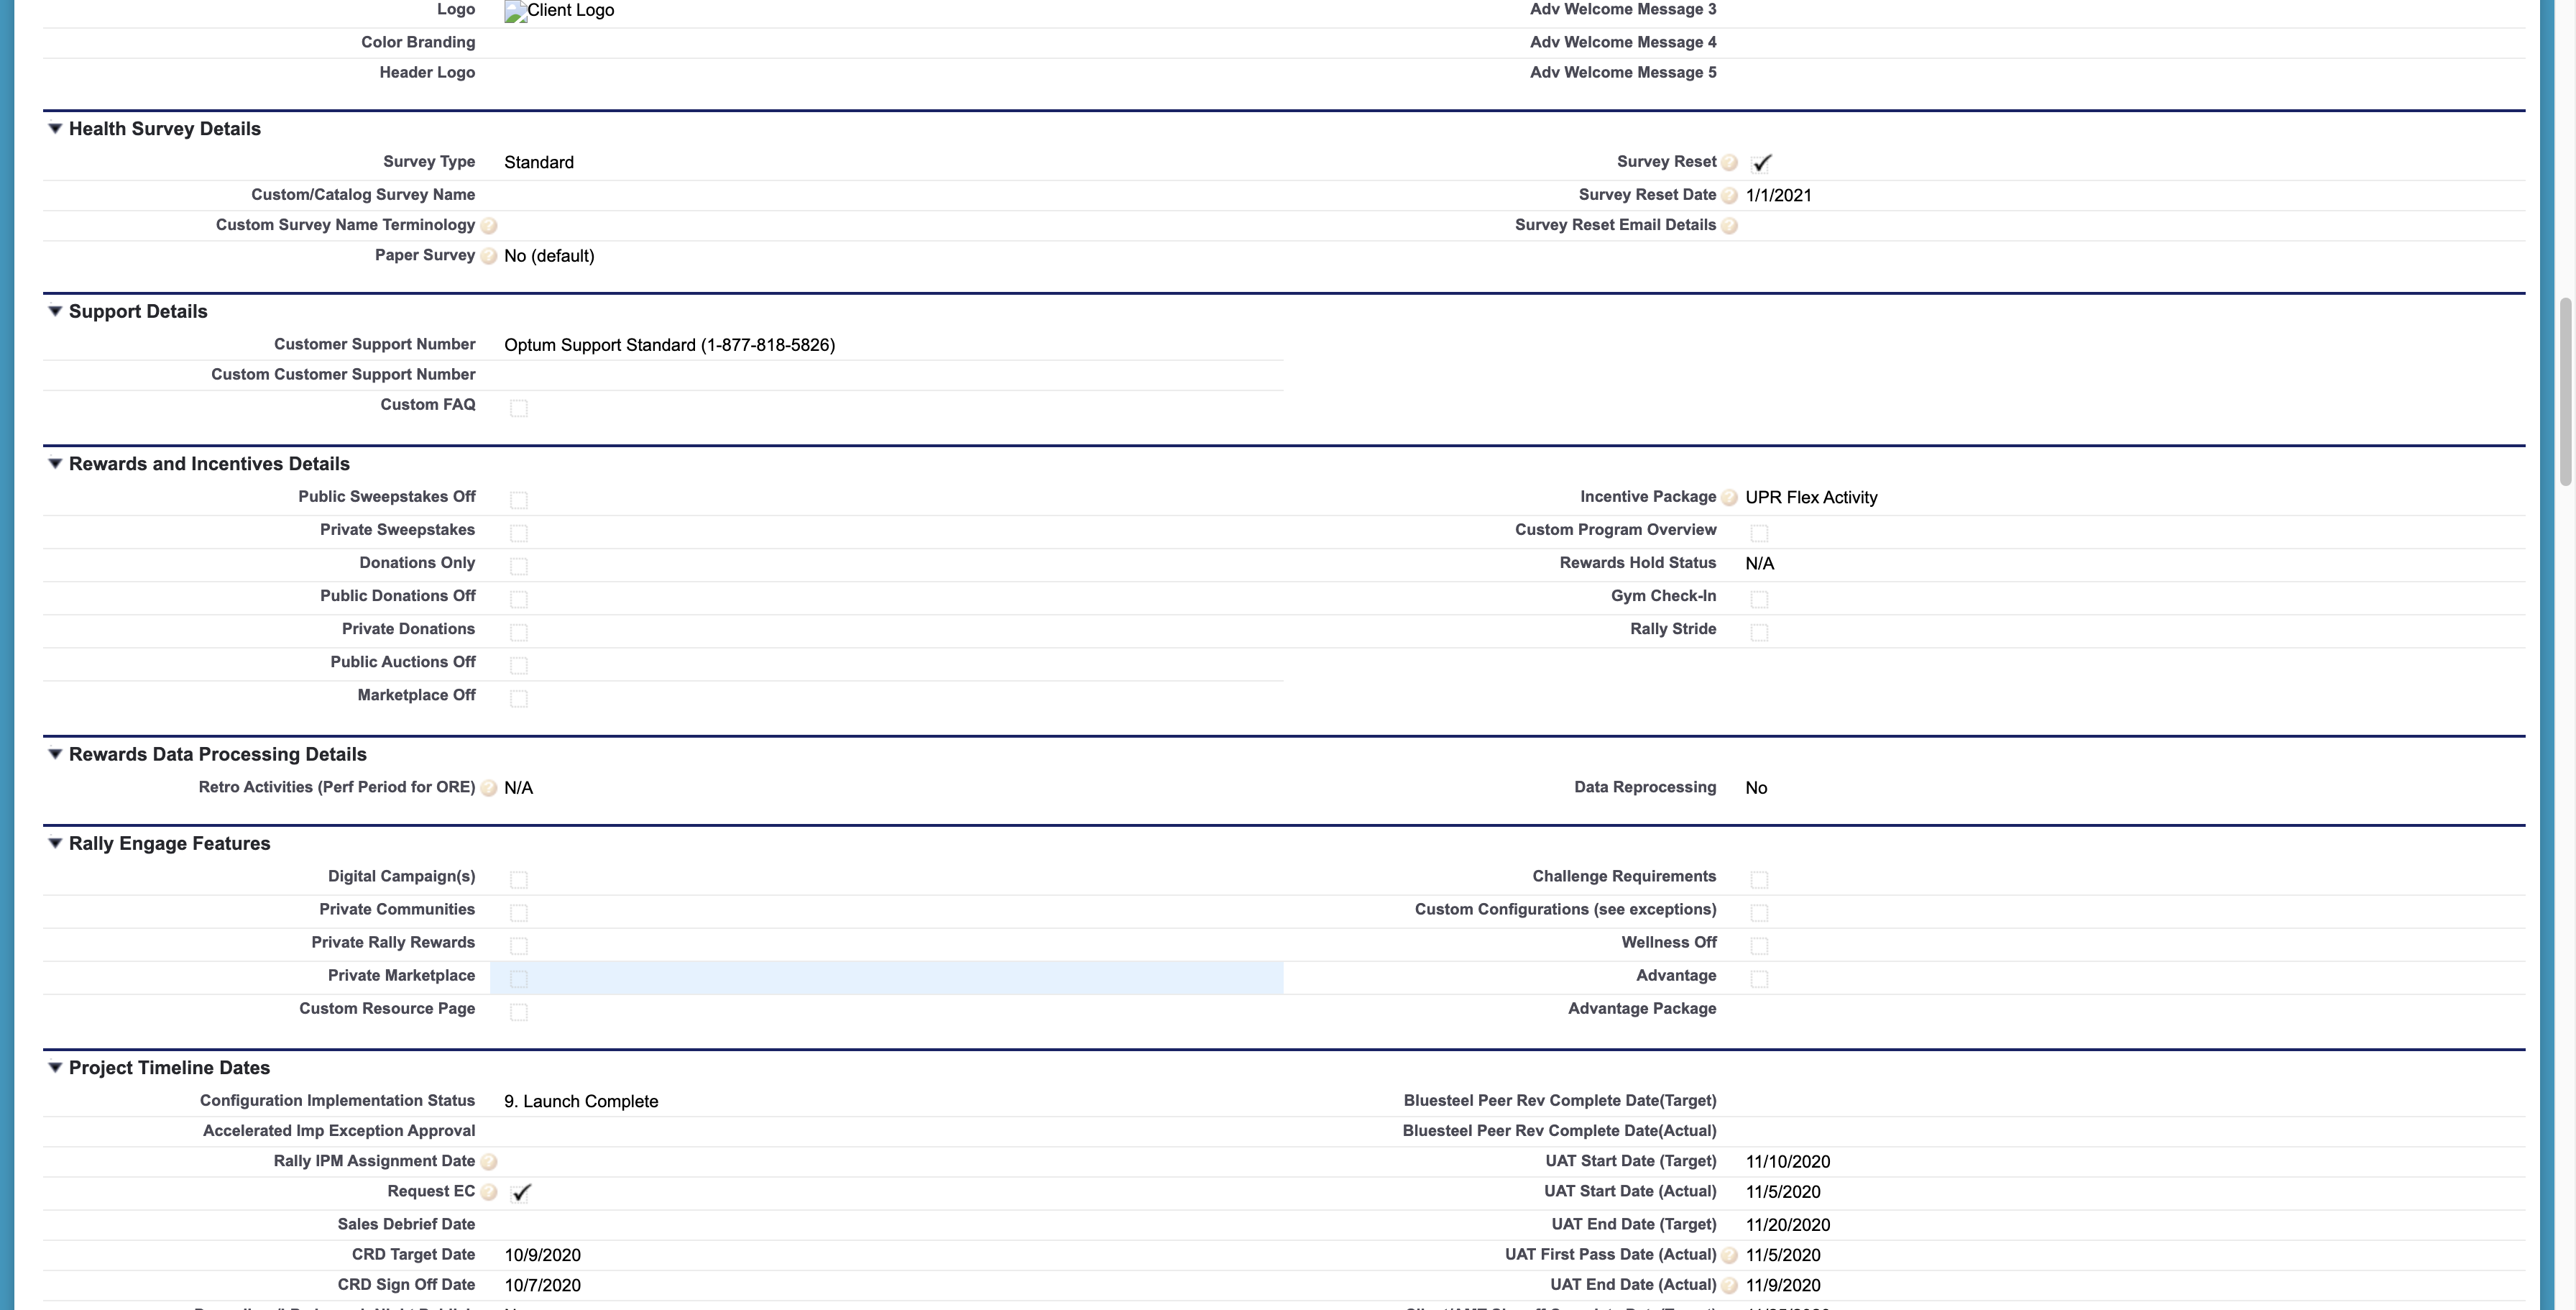 Logo Client Logo Adv Welcome Message 3
Color Branding Adv Welcome Message 4
Header Logo Adv Welcome Message 5
Health Survey Details
Survey Type Standard Survey Reset
Custom/Catalog Survey Name Survey Reset Date 1/1/2021
Custom Survey Name Terminology Survey Reset Email Details
Paper Survey No (default)
Support Details
Customer Support Number Optum Support Standard (1-877-818-5826)
Custom Customer Support Number
Custom FAQ
Rewards and Incentives Details
Public Sweepstakes Off Incentive Package UPR Flex Activity
Private Sweepstakes Custom Program Overview
Donations Only Rewards Hold Status N/A
Public Donations Off Gym Check-In
Private Donations Rally Stride
Public Auctions Off
Marketplace Off
Rewards Data Processing Details
Retro Activities (Perf Period for ORE) N/A Data Reprocessing No
Rally Engage Features
Digital Campaign(s) Challenge Requirements
Private Communities Custom Configurations (see exceptions)
Private Rally Rewards Wellness Off
Private Marketplace Advantage
Custom Resource Page Advantage Package
Project Timeline Dates
Configuration Implementation Status 9. Launch Complete Bluesteel Peer Rev Complete Date(Target)
Accelerated Imp Exception Approval Bluesteel Peer Rev Complete Date(Actual)
Rally IPM Assignment Date UAT Start Date (Target) 11/10/2020
Request EC UAT Start Date (Actual) 11/5/2020
Sales Debrief Date UAT End Date (Target) 11/20/2020
CRD Target Date 10/9/2020 UAT First Pass Date (Actual) 11/5/2020
CRD Sign Off Date 10/7/2020 UAT End Date (Actual) 11/9/2020